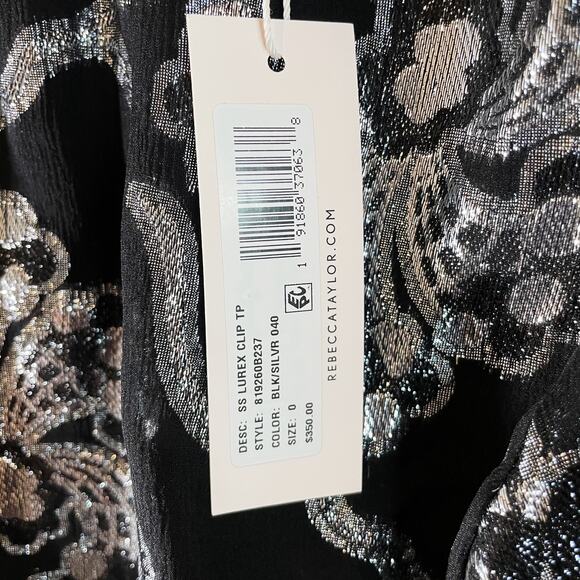 DESC: SS LUREX CLIP TP
STYLE: 819260B237
COLOR: BLK/SILVR 040
SIZE: 0
$350.00
1 91860 37063 8
REBECCATAYLOR.COM